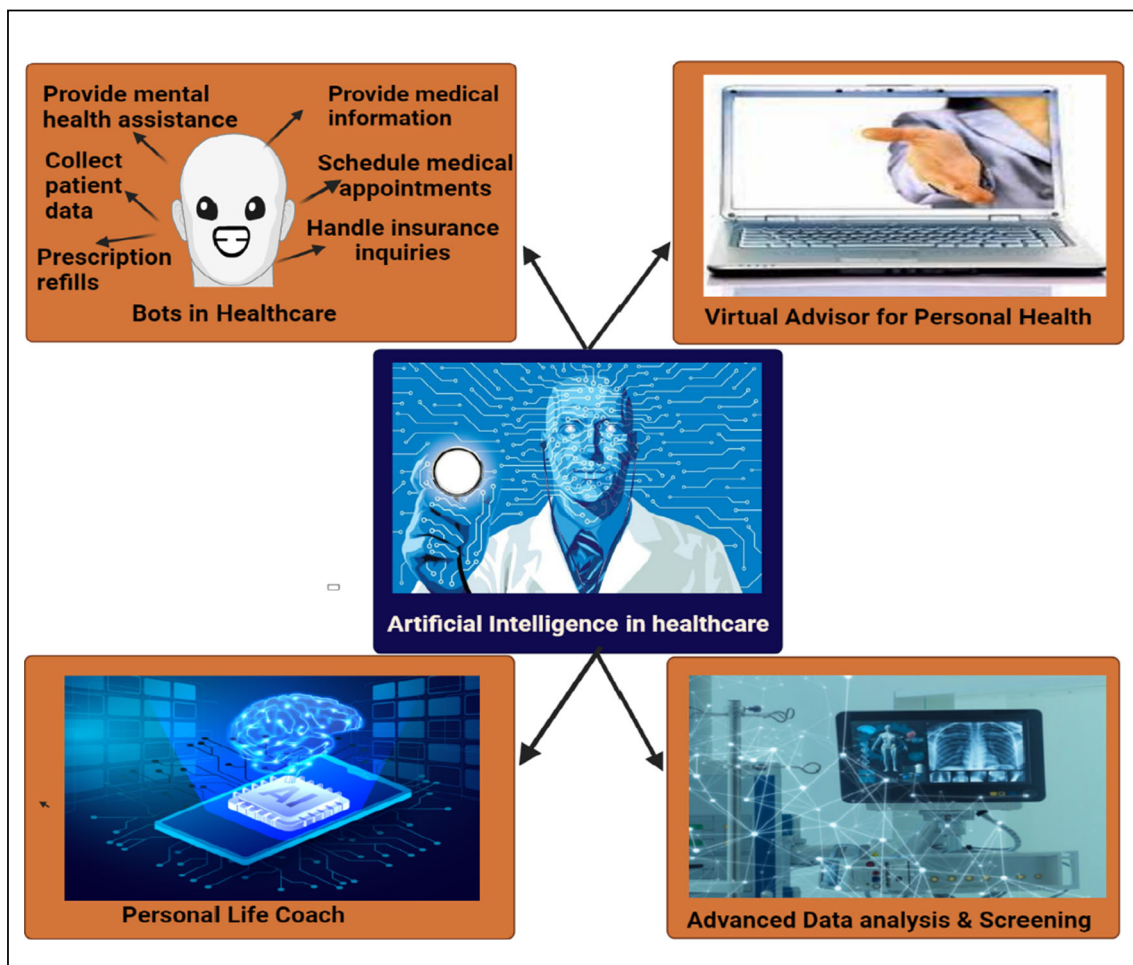 Provide mental
health assistance
Collect
patient
data
Prescription
refills
Provide medical
information
Schedule medical
appointments
Handle insurance
inquiries
Bots in Healthcare
Virtual Advisor for Personal Health
Artificial Intelligence in healthcare
AI
Personal Life Coach
Advanced Data analysis & Screening